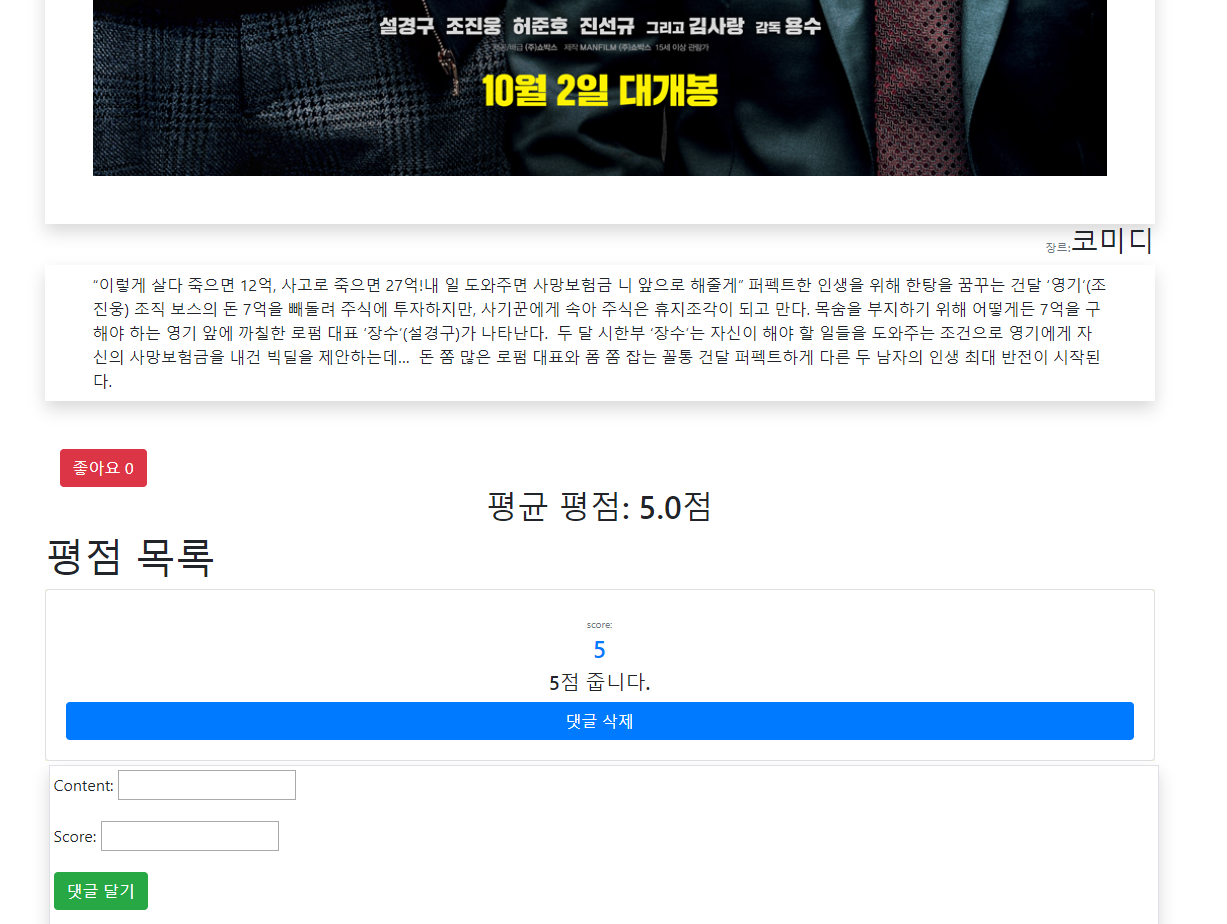 설경구 조진웅 허준호 진선규 그리고 김사랑 감독 용수
제공/배급 (주)쇼박스 제작 MANFILM (주)쇼박스 15세 이상 관람가
10월 2일 대개봉
장르:코미디
“이렇게 살다 죽으면 12억, 사고로 죽으면 27억!내 일 도와주면 사망보험금 니 앞으로 해줄게” 퍼펙트한 인생을 위해 한탕을 꿈꾸는 건달 ‘영기’(조
진웅) 조직 보스의 돈 7억을 빼돌려 주식에 투자하지만, 사기꾼에게 속아 주식은 휴지조각이 되고 만다. 목숨을 부지하기 위해 어떻게든 7억을 구
해야 하는 영기 앞에 까칠한 로펌 대표 ‘장수’(설경구)가 나타난다.  두 달 시한부 ‘장수’는 자신이 해야 할 일들을 도와주는 조건으로 영기에게 자
신의 사망보험금을 내건 빅딜을 제안하는데...  돈 쫌 많은 로펌 대표와 폼 쫌 잡는 꼴통 건달 퍼펙트하게 다른 두 남자의 인생 최대 반전이 시작된
다.
좋아요 0
평균 평점: 5.0점
평점 목록
score:
5
5점 줍니다.
댓글 삭제
Content:
Score:
댓글 달기